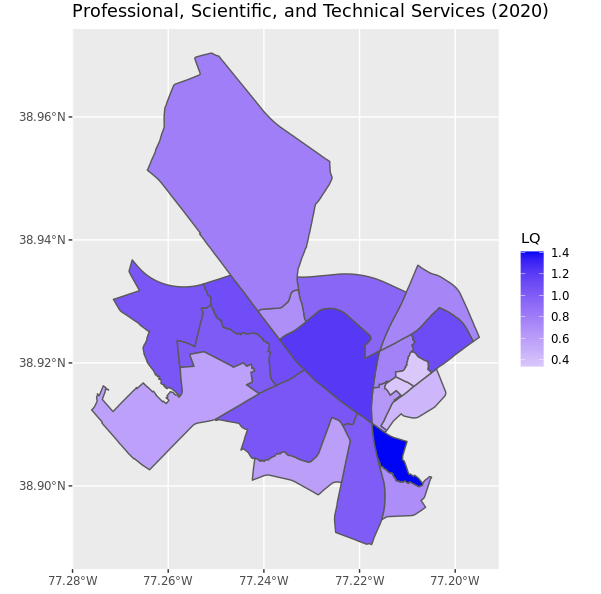 Professional, Scientific, and Technical Services (2020)
38.96°N
38.94°N
38.92°N
38.90°N
77.28°W 77.26°W 77.24°W 77.22°W 77.20°W
LQ
1.4
1.2
1.0
0.8
0.6
0.4